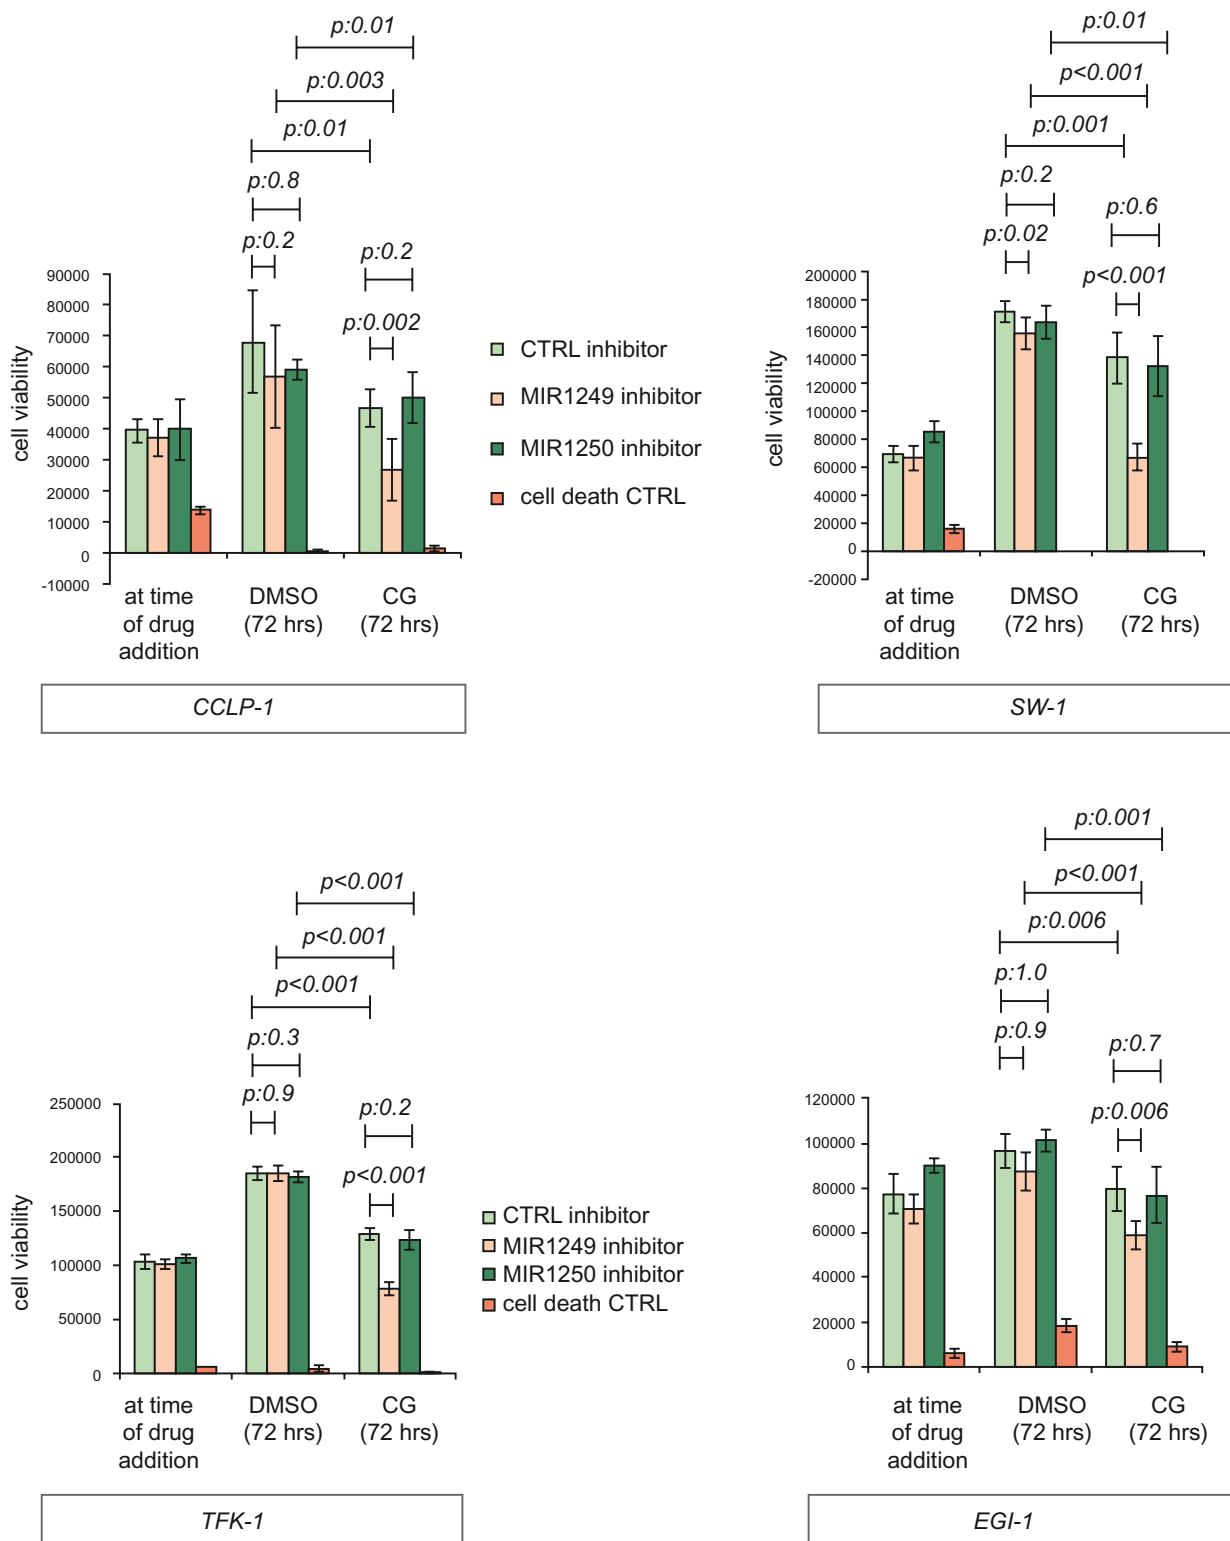 p:0.01
p:0.003
p:0.01
p:0.8
p:0.2
p:0.2
p:0.002
90000
80000
70000
60000
50000
40000
30000
20000
10000
0
-10000
cell viability
at time
of drug
addition
DMSO
(72 hrs)
CG
(72 hrs)
CCLP-1
CTRL inhibitor
MIR1249 inhibitor
MIR1250 inhibitor
cell death CTRL
p:0.01
p<0.001
p:0.001
p:0.2
p:0.02
p:0.6
p<0.001
200000
180000
160000
140000
120000
100000
80000
60000
40000
20000
0
-20000
cell viability
at time
of drug
addition
DMSO
(72 hrs)
CG
(72 hrs)
SW-1
p<0.001
p<0.001
p<0.001
p:0.3
p:0.9
p:0.2
p<0.001
250000
200000
150000
100000
50000
0
cell viability
at time
of drug
addition
DMSO
(72 hrs)
CG
(72 hrs)
TFK-1
CTRL inhibitor
MIR1249 inhibitor
MIR1250 inhibitor
cell death CTRL
p:0.001
p<0.001
p:0.006
p:1.0
p:0.9
p:0.7
p:0.006
120000
100000
80000
60000
40000
20000
0
at time
of drug
addition
DMSO
(72 hrs)
CG
(72 hrs)
EGI-1